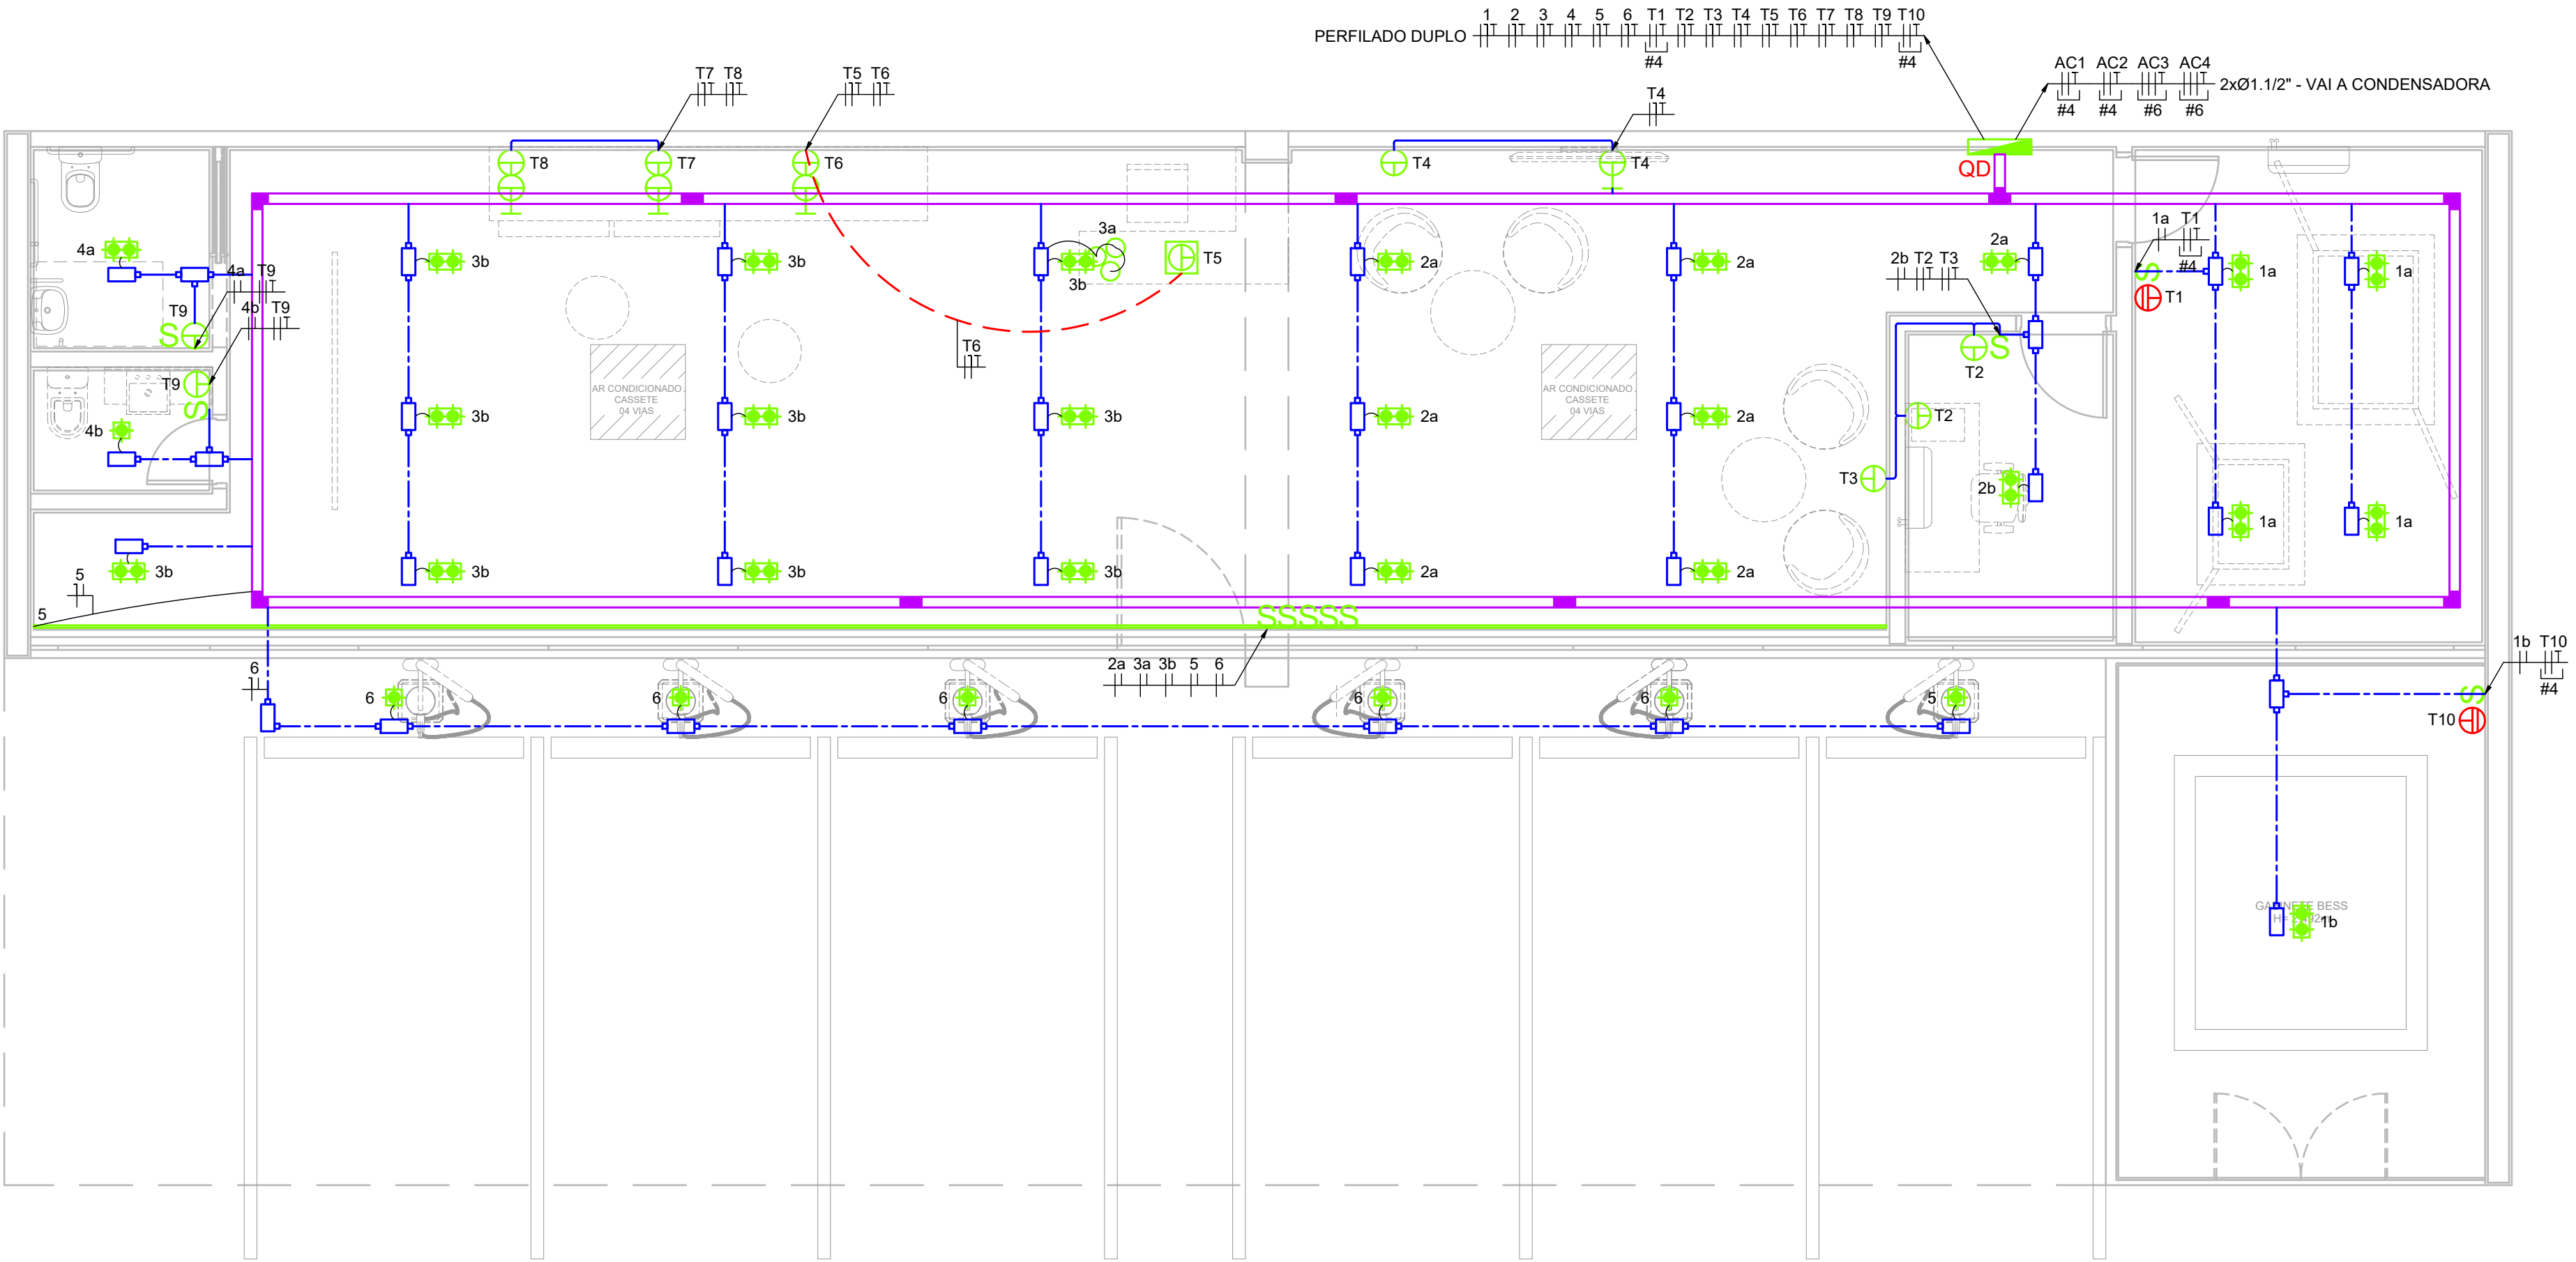 1 2 3 4 5 6 T1 T2 T3 T4 T5 T6 T7 T8 T9 T10
PERFILADO DUPLO
#4 #4
AC1 AC2 AC3 AC4
2xØ1.1/2" - VAI A CONDENSADORA
#4 #4 #6 #6
T7 T8
T5 T6
T4
T8
T7
T6
T4
T4
QD
4a
3b
3b
3a
3b
T5
2a
2a
2a
2b T2 T3
1a T1
#4
T1
1a
1a
4a T9
4b T9
T9
S
T9
S
4b
T6
AR CONDICIONADO
CASSETE
04 VIAS
AR CONDICIONADO
CASSETE
04 VIAS
S
T2
T2
S
3b
3b
3b
2a
2a
T3
2b
3b
3b
3b
3b
2a
2a
1a
1a
5
5
SSSSS
2a 3a 3b 5 6
6
6
6
6
6
6
5
1b T10
#4
S
T10
GABINETE BESS
1b